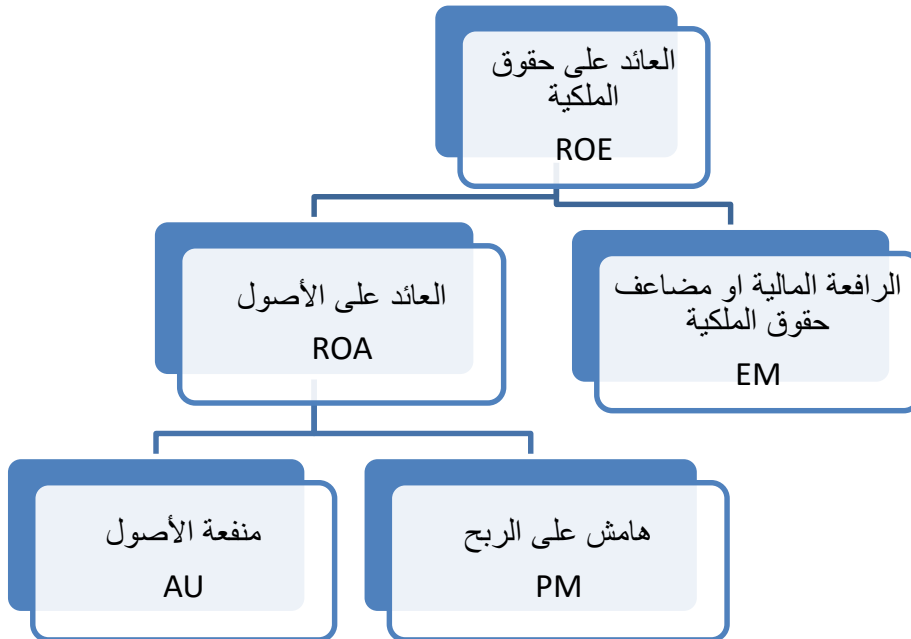 العائد على حقوق
الملكية
ROE
الرافعة المالية او مضاعف
حقوق الملكية
EM
العائد على الأصول
ROA
هامش على الربح
PM
منفعة الأصول
AU